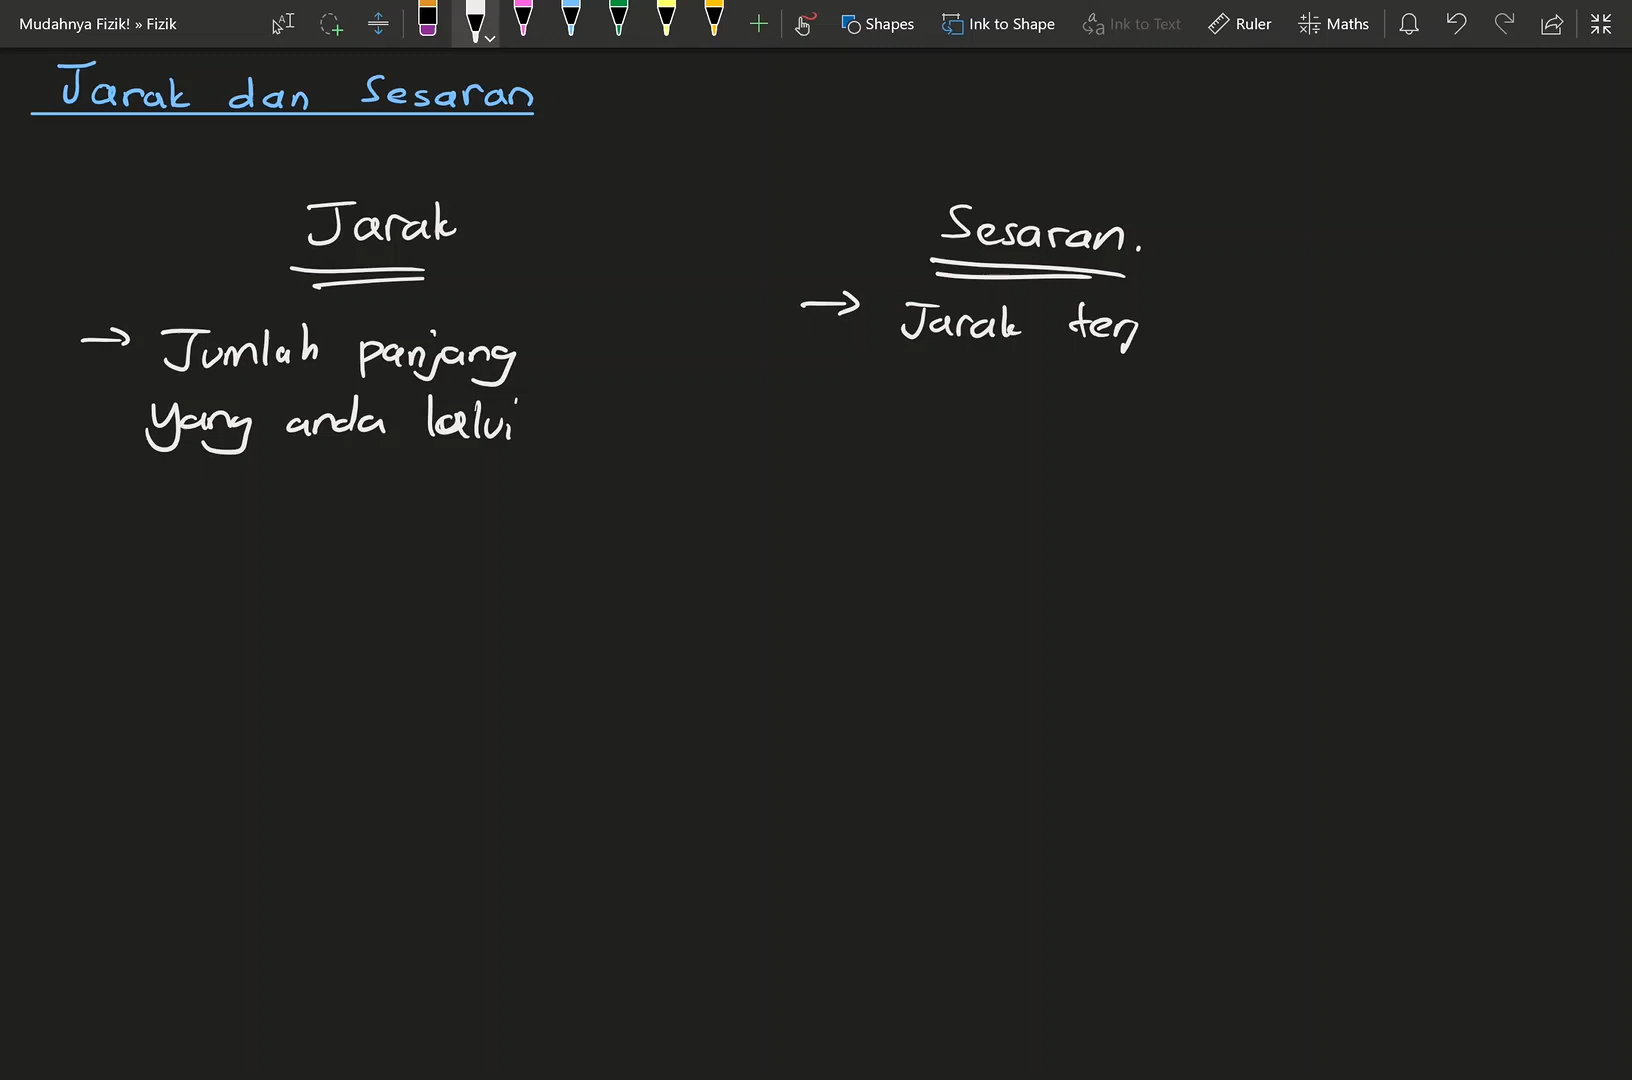 Mudahnya Fizik! » Fizik
Shapes
Ink to Shape
Ink to Text
Ruler
Maths
Jarak dan Sesaran
Jarak
→ Jumlah panjang
yang anda lalui
Sesaran.
→ Jarak ter